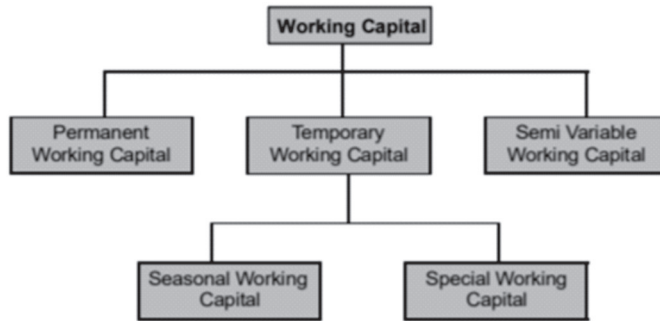 Working Capital
Permanent
Working Capital
Temporary
Working Capital
Semi Variable
Working Capital
Seasonal Working
Capital
Special Working
Capital